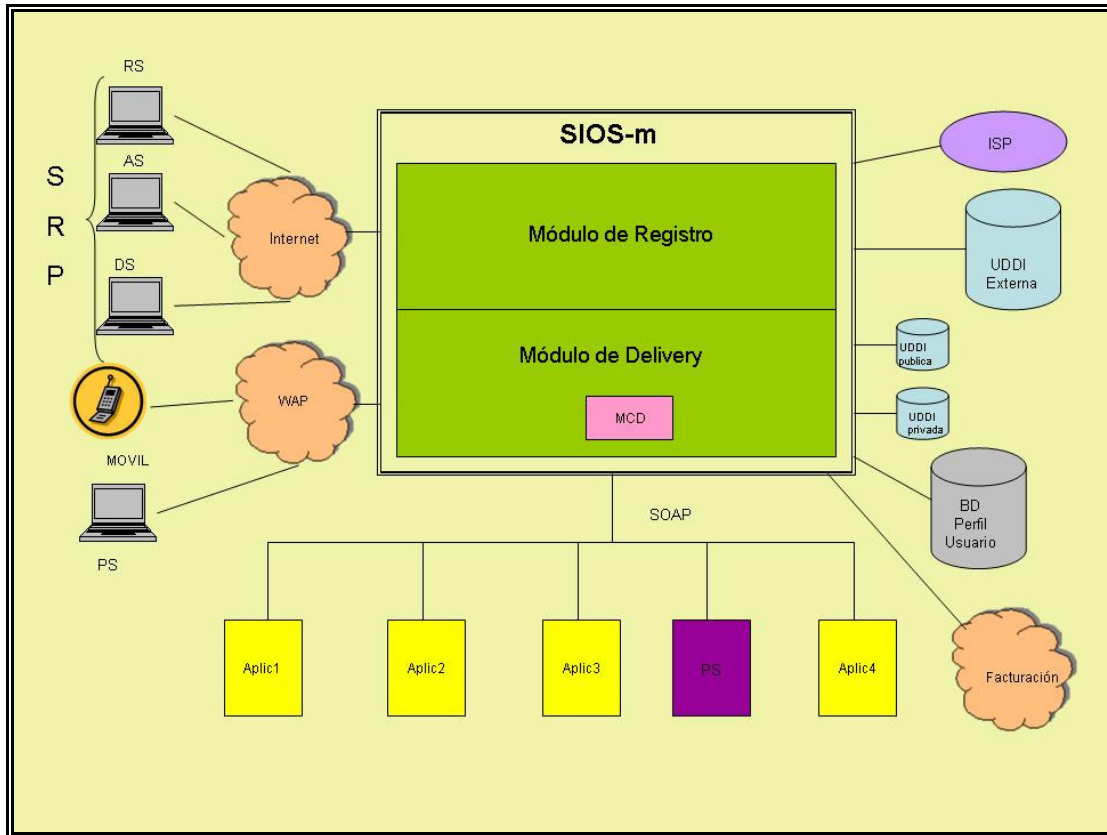 RS
AS
DS
S
R
P
MOVIL
PS
Internet
WAP
SIOS-m
Módulo de Registro
Módulo de Delivery
MCD
ISP
UDDI
Externa
UDDI
publica
UDDI
privada
BD
Perfil
Usuario
SOAP
Aplic1
Aplic2
Aplic3
PS
Aplic4
Facturación